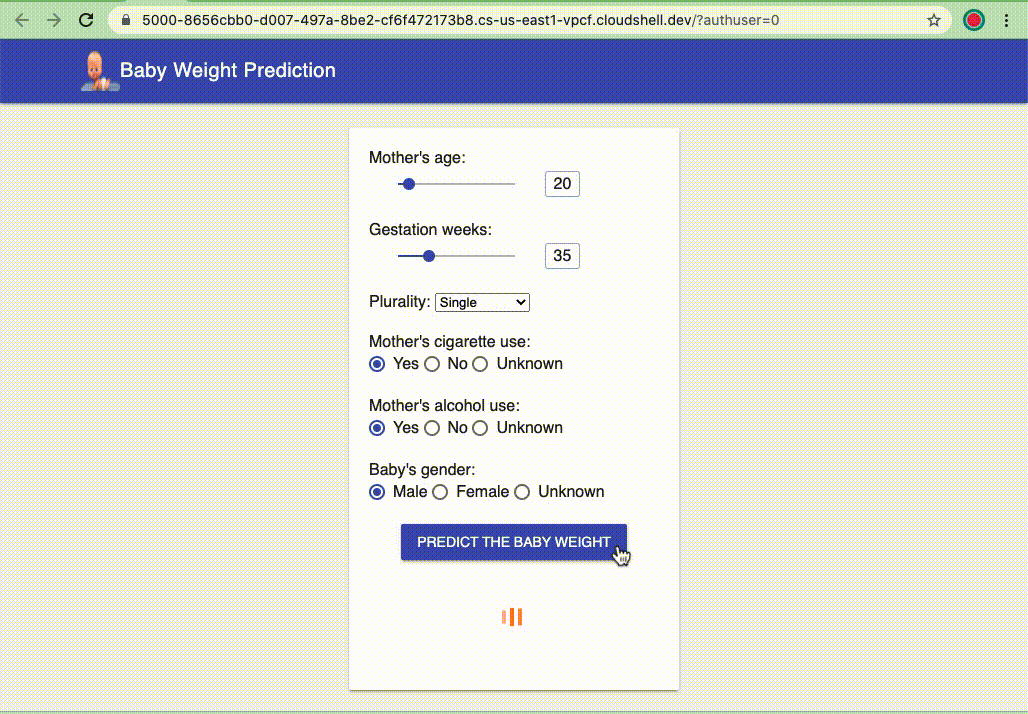 5000-8656cbb0-d007-497a-8be2-cf6f472173b8.cs-us-east1-vpcf.cloudshell.dev/?authuser=0
Baby Weight Prediction
Mother's age:
20
Gestation weeks:
35
Plurality: Single
Mother's cigarette use:
Yes No Unknown
Mother's alcohol use:
Yes No Unknown
Baby's gender:
Male Female Unknown
PREDICT THE BABY WEIGHT